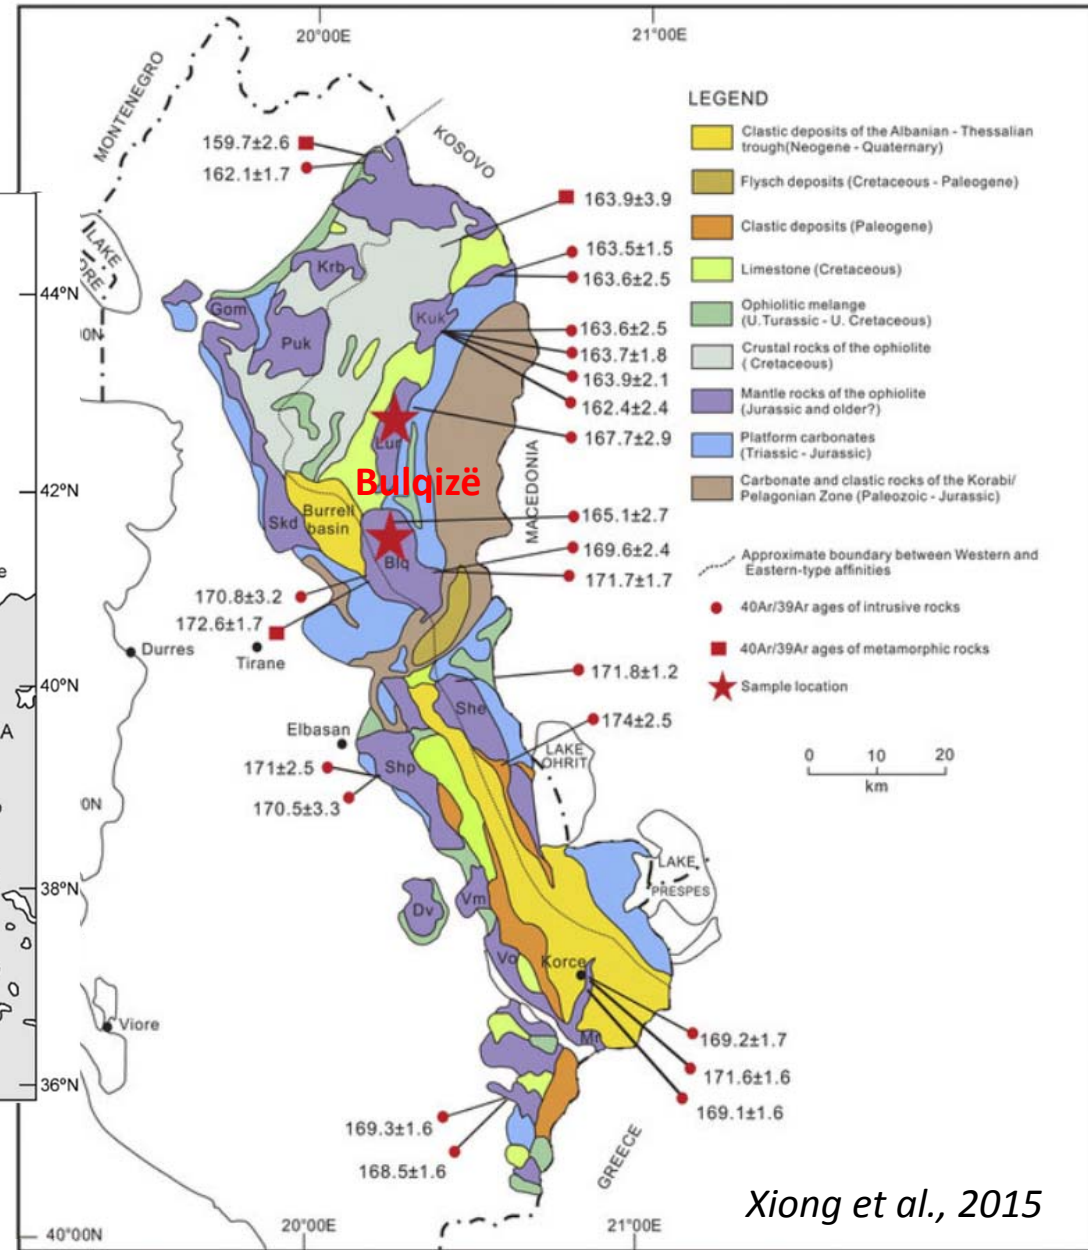 20°00E
21°00E
MONTENEGRO
KOSOVO
LEGEND
Clastic deposits of the Albanian - Thessalian
trough(Neogene - Quaternary)
Flysch deposits (Cretaceous - Paleogene)
Clastic deposits (Paleogene)
Limestone (Cretaceous)
Ophiolitic melange
(U.Turassic - U. Cretaceous)
Crustal rocks of the ophiolite
( Cretaceous)
Mantle rocks of the ophiolite
(Jurassic and older?)
Platform carbonates
(Triassic - Jurassic)
Carbonate and clastic rocks of the Korabi/
Pelagonian Zone (Paleozoic - Jurassic)
Approximate boundary between Western and
Eastern-type affinities
40Ar/39Ar ages of intrusive rocks
40Ar/39Ar ages of metamorphic rocks
Sample location
0 10 20
km
159.7±2.6
162.1±1.7
163.9±3.9
163.5±1.5
163.6±2.5
163.6±2.5
163.7±1.8
163.9±2.1
162.4±2.4
167.7±2.9
165.1±2.7
169.6±2.4
171.7±1.7
170.8±3.2
172.6±1.7
171.8±1.2
174±2.5
171±2.5
170.5±3.3
169.2±1.7
171.6±1.6
169.1±1.6
169.3±1.6
168.5±1.6
LAKE
ORE
44°N
0N
42°N
40°N
0N
38°N
36°N
40°00N
e
A
Krb
Gom
Puk
Kuk
Lur
Bulqizë
MACEDONIA
Skd
Burrell
basin
Blq
Durres
Tirane
Elbasan
She
Shp
LAKE
OHRIT
LAKE
PRESPES
Dv
Vm
Vo
Korce
Mr
Viore
GREECE
20°00E
21°00E
Xiong et al., 2015